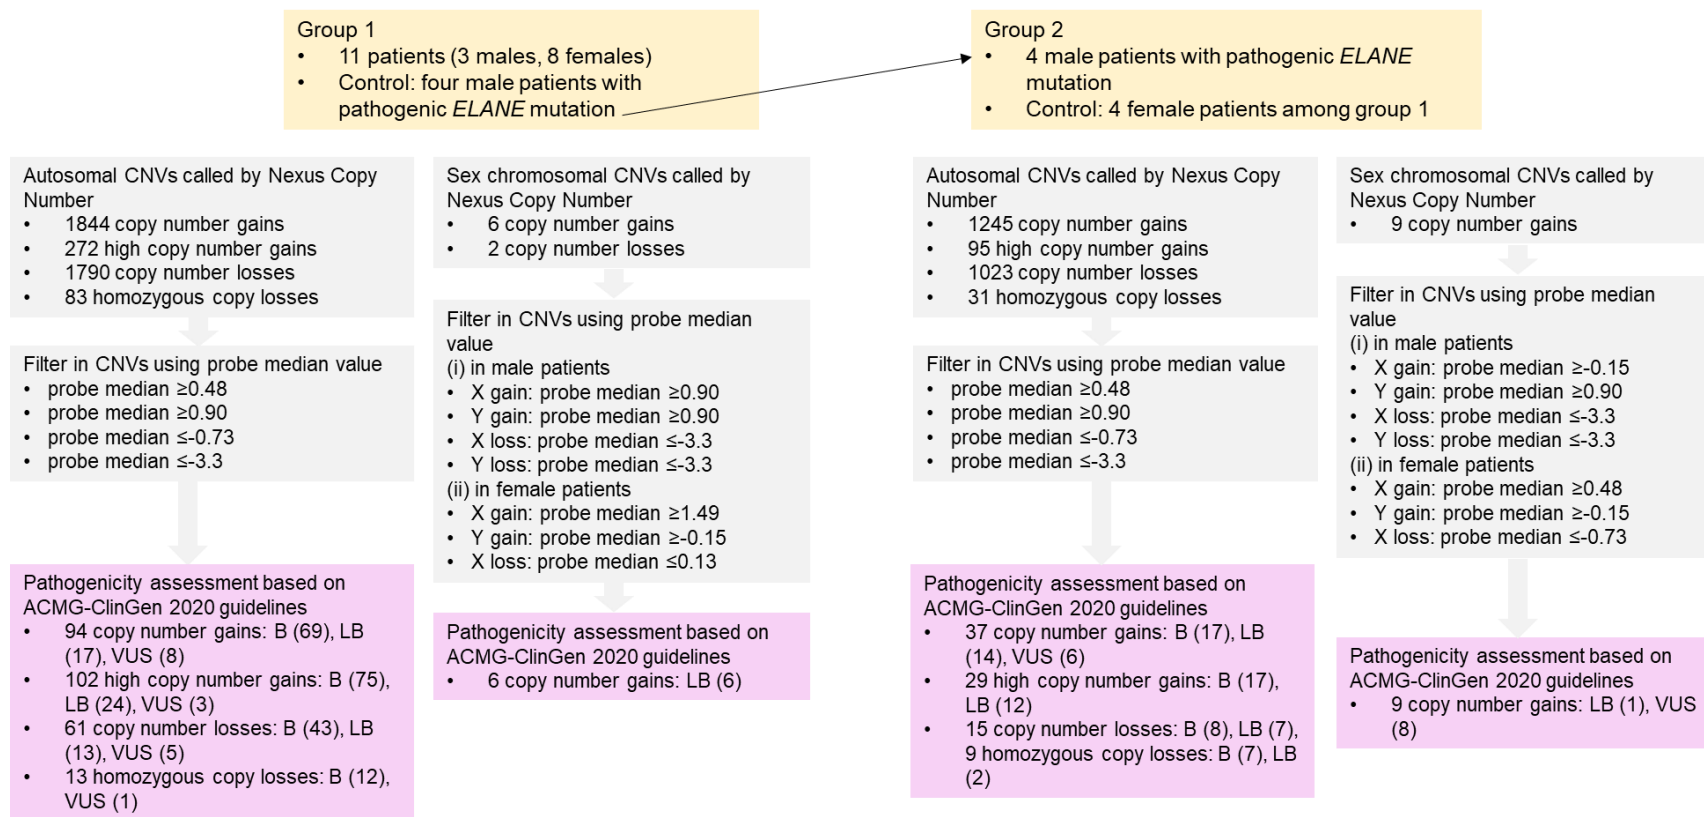 Group 1
• 11 patients (3 males, 8 females)
• Control: four male patients with
pathogenic ELANE mutation
Group 2
• 4 male patients with pathogenic ELANE
mutation
• Control: 4 female patients among group 1
Autosomal CNVs called by Nexus Copy
Number
• 1844 copy number gains
• 272 high copy number gains
• 1790 copy number losses
• 83 homozygous copy losses
Filter in CNVs using probe median value
• probe median ≥0.48
• probe median ≥0.90
• probe median ≤-0.73
• probe median ≤-3.3
Pathogenicity assessment based on
ACMG-ClinGen 2020 guidelines
• 94 copy number gains: B (69), LB
(17), VUS (8)
• 102 high copy number gains: B (75),
LB (24), VUS (3)
• 61 copy number losses: B (43), LB
(13), VUS (5)
• 13 homozygous copy losses: B (12),
VUS (1)
Sex chromosomal CNVs called by
Nexus Copy Number
• 6 copy number gains
• 2 copy number losses
Filter in CNVs using probe median
value
(i) in male patients
• X gain: probe median ≥0.90
• Y gain: probe median ≥0.90
• X loss: probe median ≤-3.3
• Y loss: probe median ≤-3.3
(ii) in female patients
• X gain: probe median ≥1.49
• Y gain: probe median ≥-0.15
• X loss: probe median ≤0.13
Pathogenicity assessment based on
ACMG-ClinGen 2020 guidelines
• 6 copy number gains: LB (6)
Autosomal CNVs called by Nexus Copy
Number
• 1245 copy number gains
• 95 high copy number gains
• 1023 copy number losses
• 31 homozygous copy losses
Filter in CNVs using probe median value
• probe median ≥0.48
• probe median ≥0.90
• probe median ≤-0.73
• probe median ≤-3.3
Pathogenicity assessment based on
ACMG-ClinGen 2020 guidelines
• 37 copy number gains: B (17), LB
(14), VUS (6)
• 29 high copy number gains: B (17),
LB (12)
• 15 copy number losses: B (8), LB (7),
• 9 homozygous copy losses: B (7), LB
(2)
Sex chromosomal CNVs called by
Nexus Copy Number
• 9 copy number gains
Filter in CNVs using probe median
value
(i) in male patients
• X gain: probe median ≥-0.15
• Y gain: probe median ≥0.90
• X loss: probe median ≤-3.3
• Y loss: probe median ≤-3.3
(ii) in female patients
• X gain: probe median ≥0.48
• Y gain: probe median ≥-0.15
• X loss: probe median ≤-0.73
Pathogenicity assessment based on
ACMG-ClinGen 2020 guidelines
• 9 copy number gains: LB (1), VUS
(8)